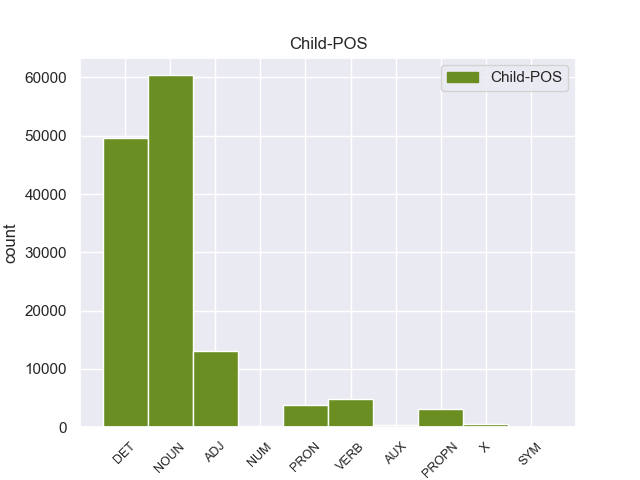 Child-POS
Child-POS
60000
50000
40000
30000
20000
10000
0
count
DET NOUN ADJ NUM PRON VERB AUX PROPN X SYM